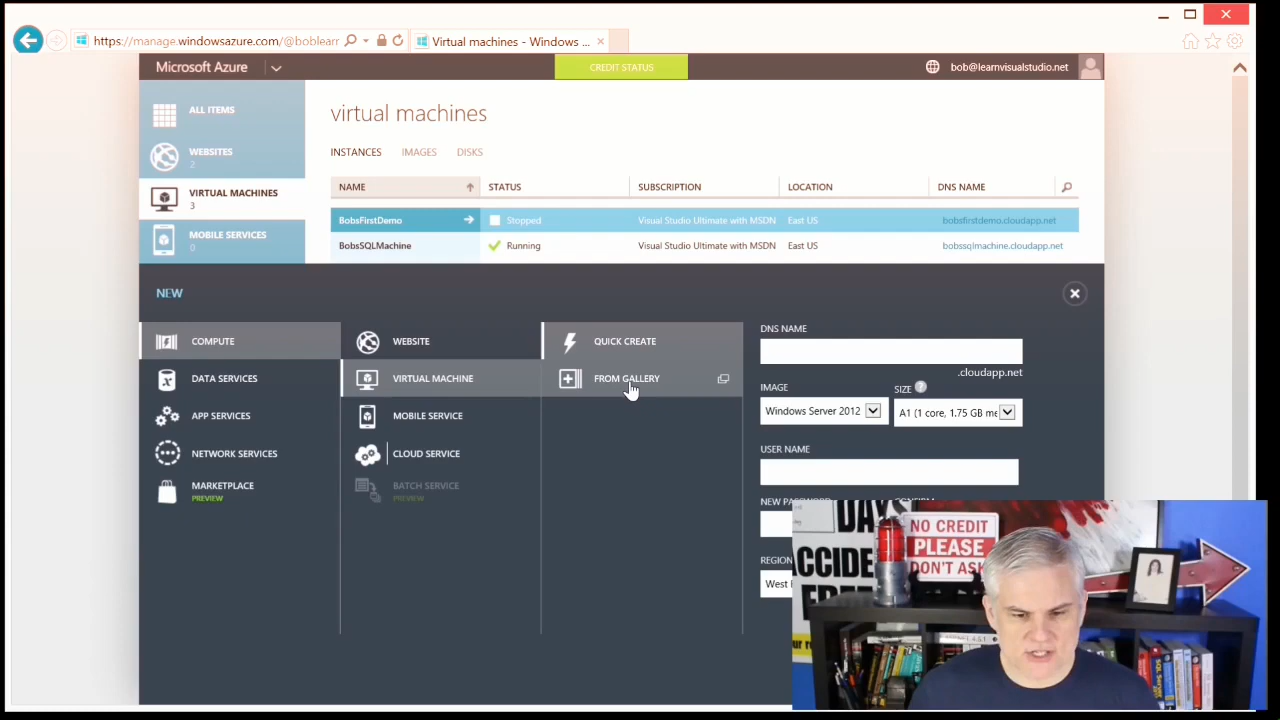 https://manage.windowsazure.com/@boblearr
Virtual machines - Windows ...
Microsoft Azure
CREDIT STATUS
bob@learnvisualstudio.net
ALL ITEMS
WEBSITES
2
VIRTUAL MACHINES
3
MOBILE SERVICES
0
virtual machines
INSTANCES IMAGES DISKS
NAME STATUS SUBSCRIPTION LOCATION DNS NAME
BobsFirstDemo Stopped Visual Studio Ultimate with MSDN East US bobsfirstdemo.cloudapp.net
BobsSQLMachine Running Visual Studio Ultimate with MSDN East US bobssqlmachine.cloudapp.net
NEW
COMPUTE
DATA SERVICES
APP SERVICES
NETWORK SERVICES
MARKETPLACE
PREVIEW
WEBSITE
VIRTUAL MACHINE
MOBILE SERVICE
CLOUD SERVICE
BATCH SERVICE
PREVIEW
QUICK CREATE
FROM GALLERY
DNS NAME
.cloudapp.net
IMAGE SIZE
Windows Server 2012 A1 (1 core, 1.75 GB me
USER NAME
NEW
REGION
West
DAYS
NO CREDIT
PLEASE
DON'T ASK